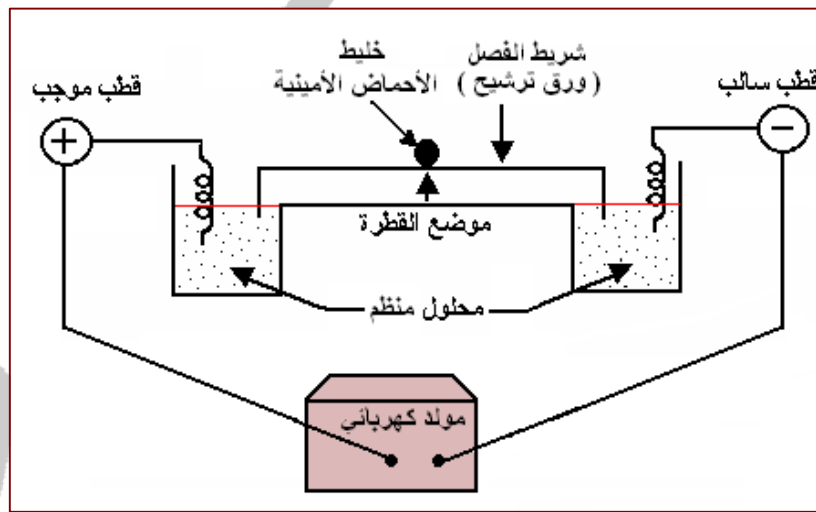 خليط
الأحماض الأمينية
شريط الفصل
( ورق ترشيح )
قطب سالب
قطب موجب
+
−
موضع القطرة
محلول منظم
مولد كهربائي